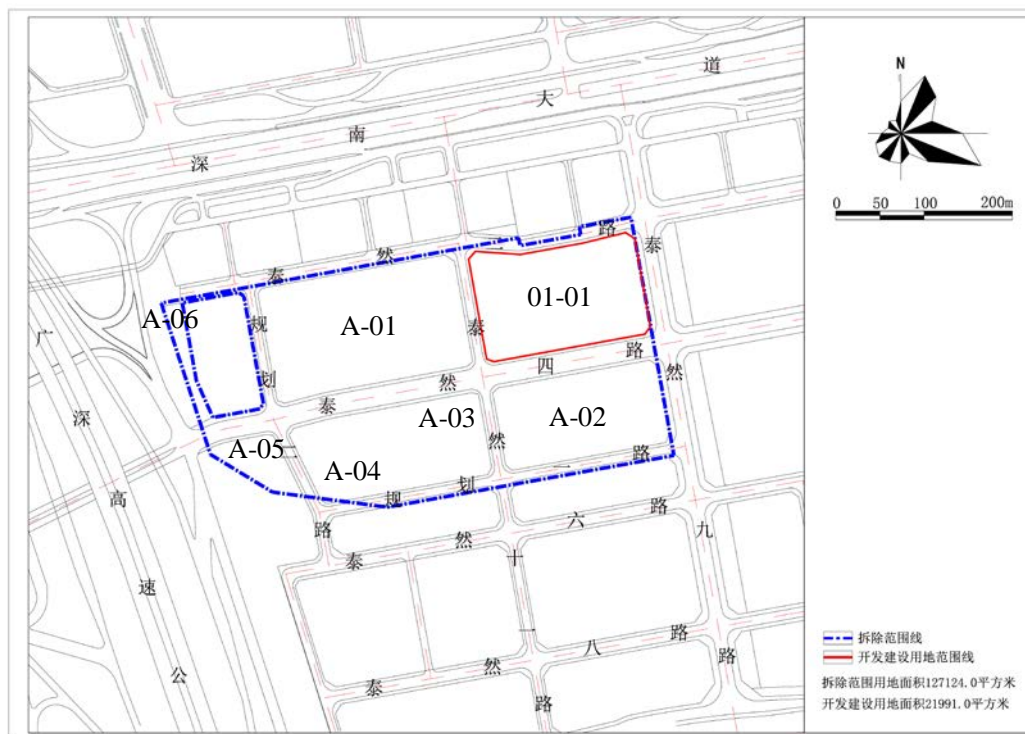 深南大道
N
0 50 100 200m
泰然二路
泰然九路
01-01
A-06
A-01
规划二路
泰然四路
A-03
A-02
A-05
A-04
规划一路
泰然六路
泰然十一路
泰然八路
广深高速公
拆除范围线
开发建设用地范围线
拆除范围用地面积127124.0平方米
开发建设用地面积21991.0平方米